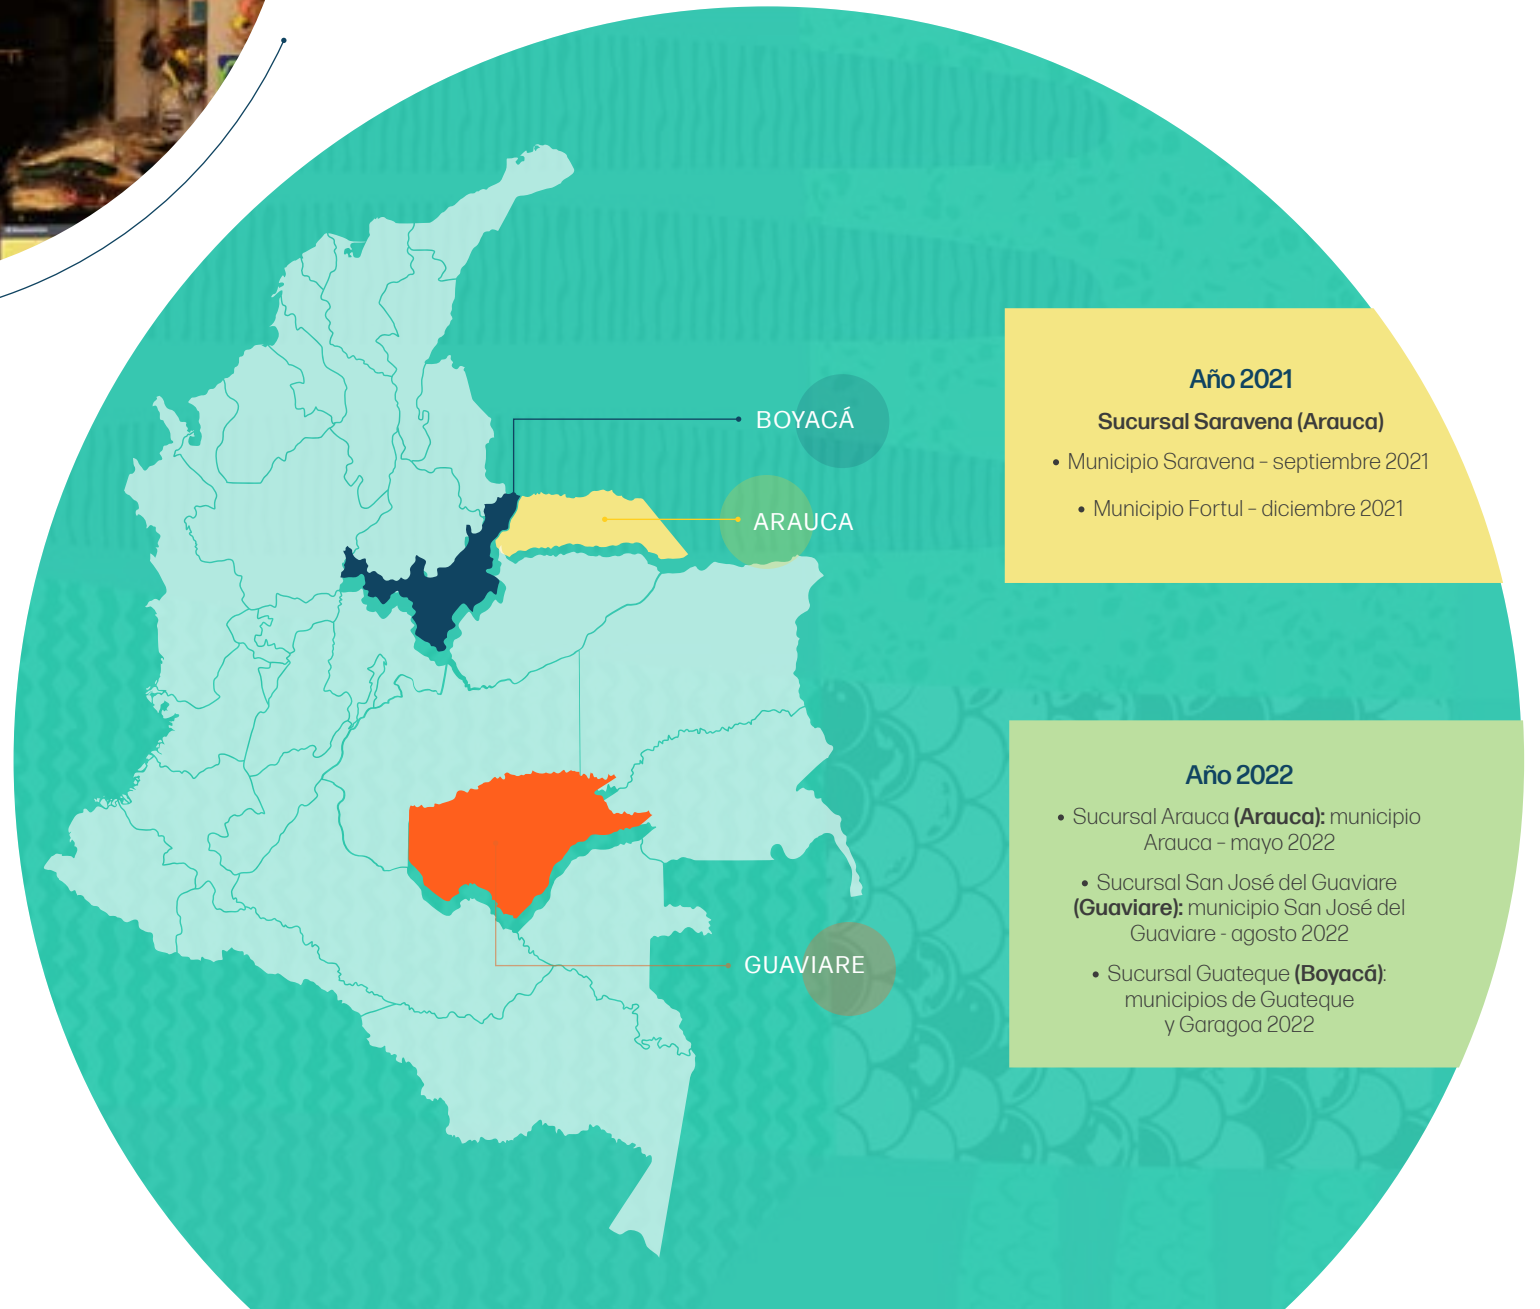 BOYACÁ
ARAUCA
GUAVIARE
Año 2021
Sucursal Saravena (Arauca)
• Municipio Saravena – septiembre 2021
• Municipio Fortul – diciembre 2021
Año 2022
• Sucursal Arauca (Arauca): municipio
Arauca – mayo 2022
• Sucursal San José del Guaviare
(Guaviare): municipio San José del
Guaviare - agosto 2022
• Sucursal Guateque (Boyacá):
municipios de Guateque
y Garagoa 2022